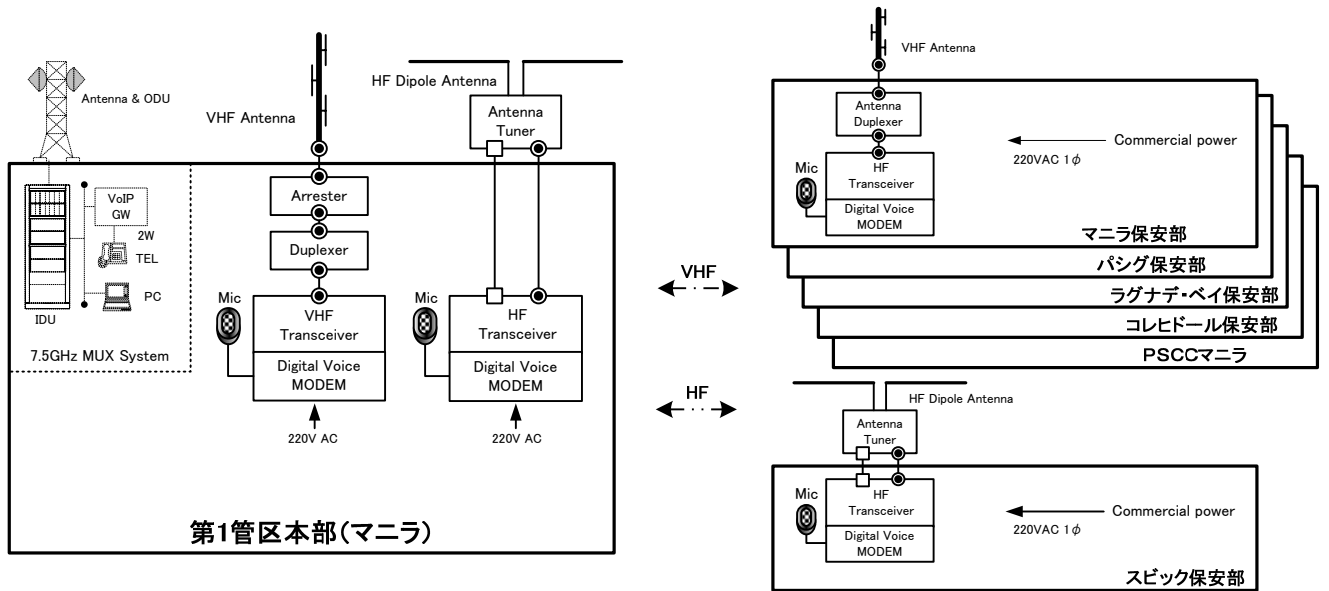 Antenna & ODU
VHF Antenna
HF Dipole Antenna
Antenna
Tuner
Arrester
Duplexer
VoIP
GW
2W
TEL
PC
IDU
7.5GHz MUX System
Mic
VHF
Transceiver
Digital Voice
MODEM
220V AC
Mic
HF
Transceiver
Digital Voice
MODEM
220V AC
第1管区本部(マニラ)
VHF
HF
VHF Antenna
Antenna
Duplexer
Mic
HF
Transceiver
Digital Voice
MODEM
Commercial power
220VAC 1φ
マニラ保安部
パシグ保安部
ラグナデ・ベイ保安部
コレヒドール保安部
PSCCマニラ
HF Dipole Antenna
Antenna
Tuner
Mic
HF
Transceiver
Digital Voice
MODEM
Commercial power
220VAC 1φ
スビック保安部